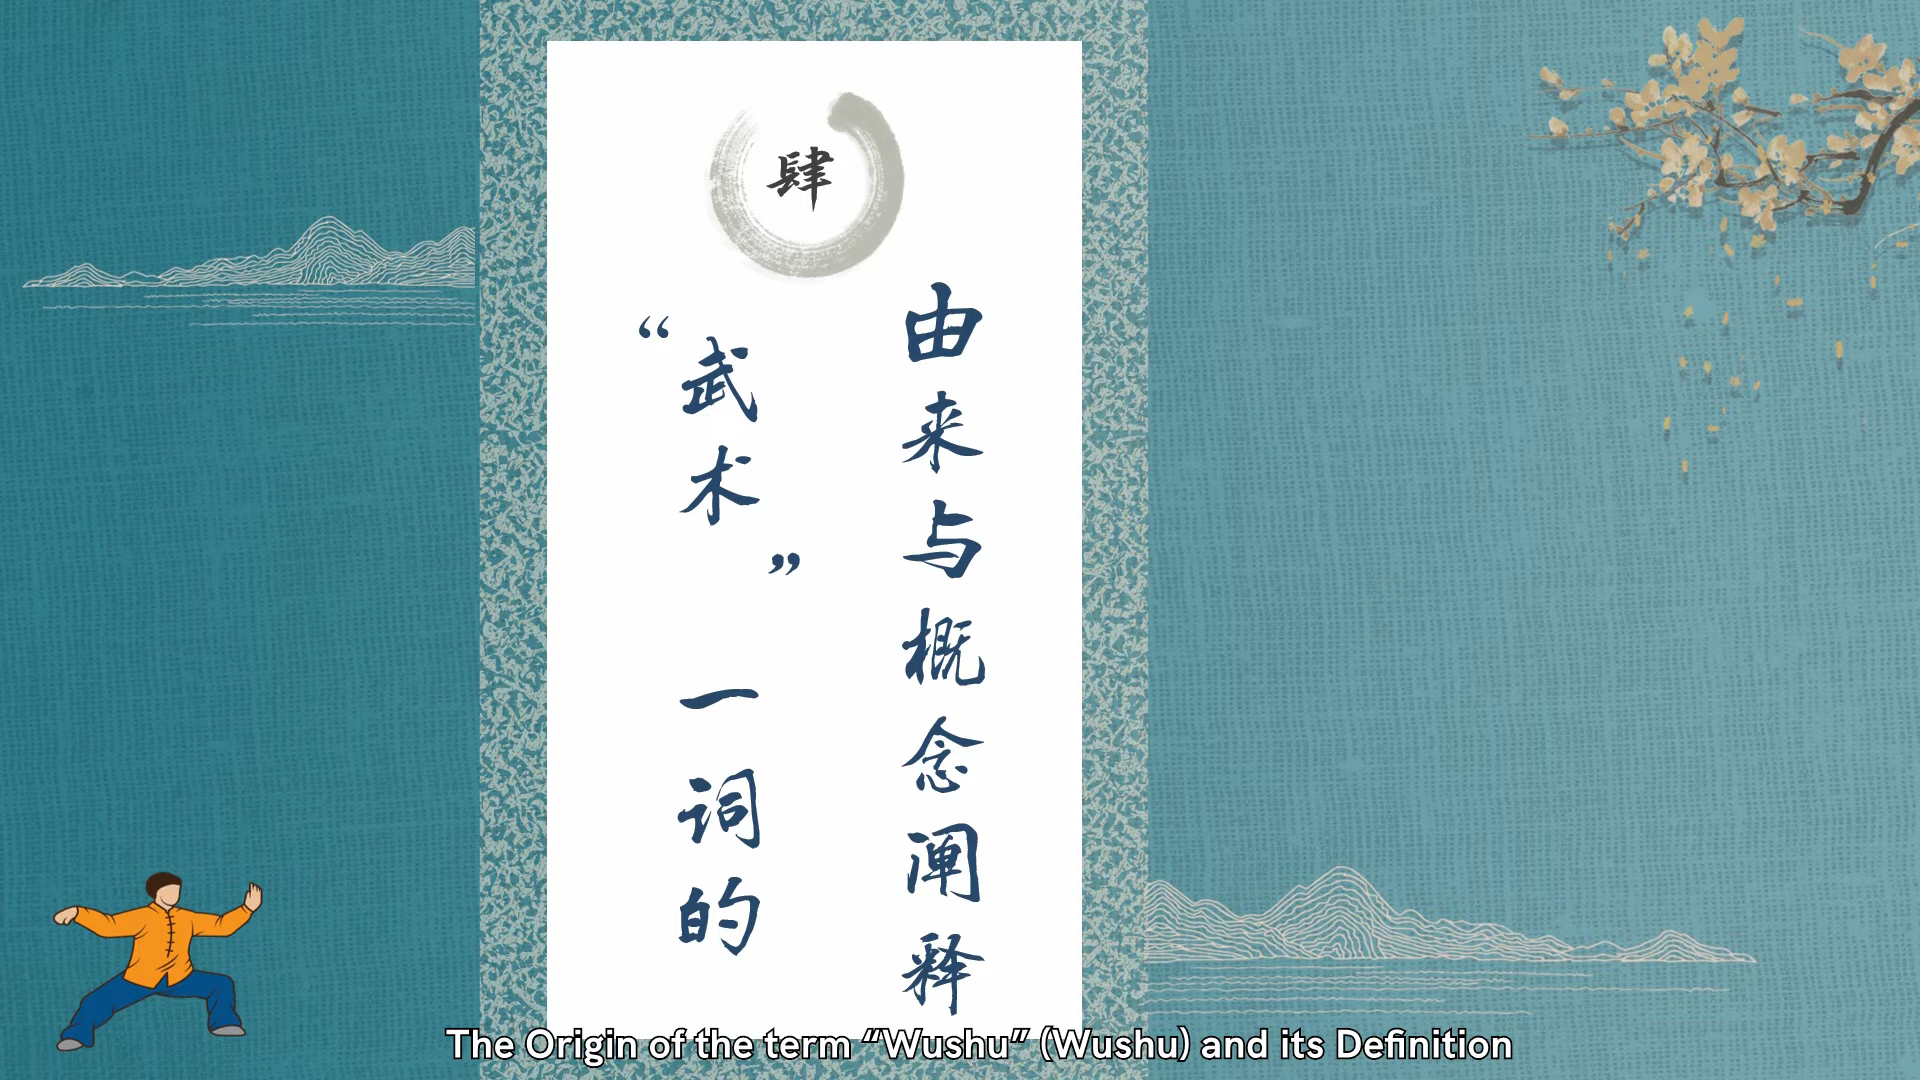 肆
“武术”一词的
由来与概念阐释
The Origin of the term “Wushu” (Wushu) and its Definition